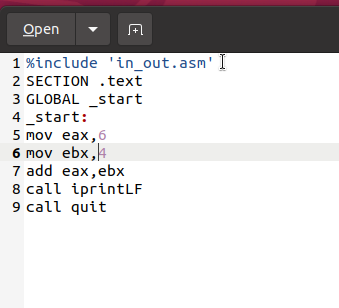 Open
1 %include 'in_out.asm'
2 SECTION .text
3 GLOBAL _start
4 _start:
5 mov eax,6
6 mov ebx,4
7 add eax,ebx
8 call iprintLF
9 call quit